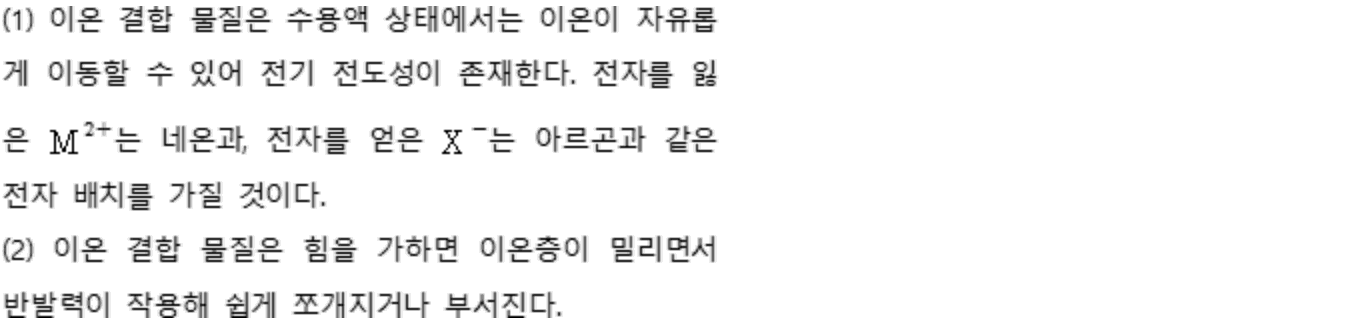 (1) 이온 결합 물질은 수용액 상태에서는 이온이 자유롭
게 이동할 수 있어 전기 전도성이 존재한다. 전자를 잃
은 M²⁺는 네온과, 전자를 얻은 X⁻는 아르곤과 같은
전자 배치를 가질 것이다.
(2) 이온 결합 물질은 힘을 가하면 이온층이 밀리면서
반발력이 작용해 쉽게 쪼개지거나 부서진다.